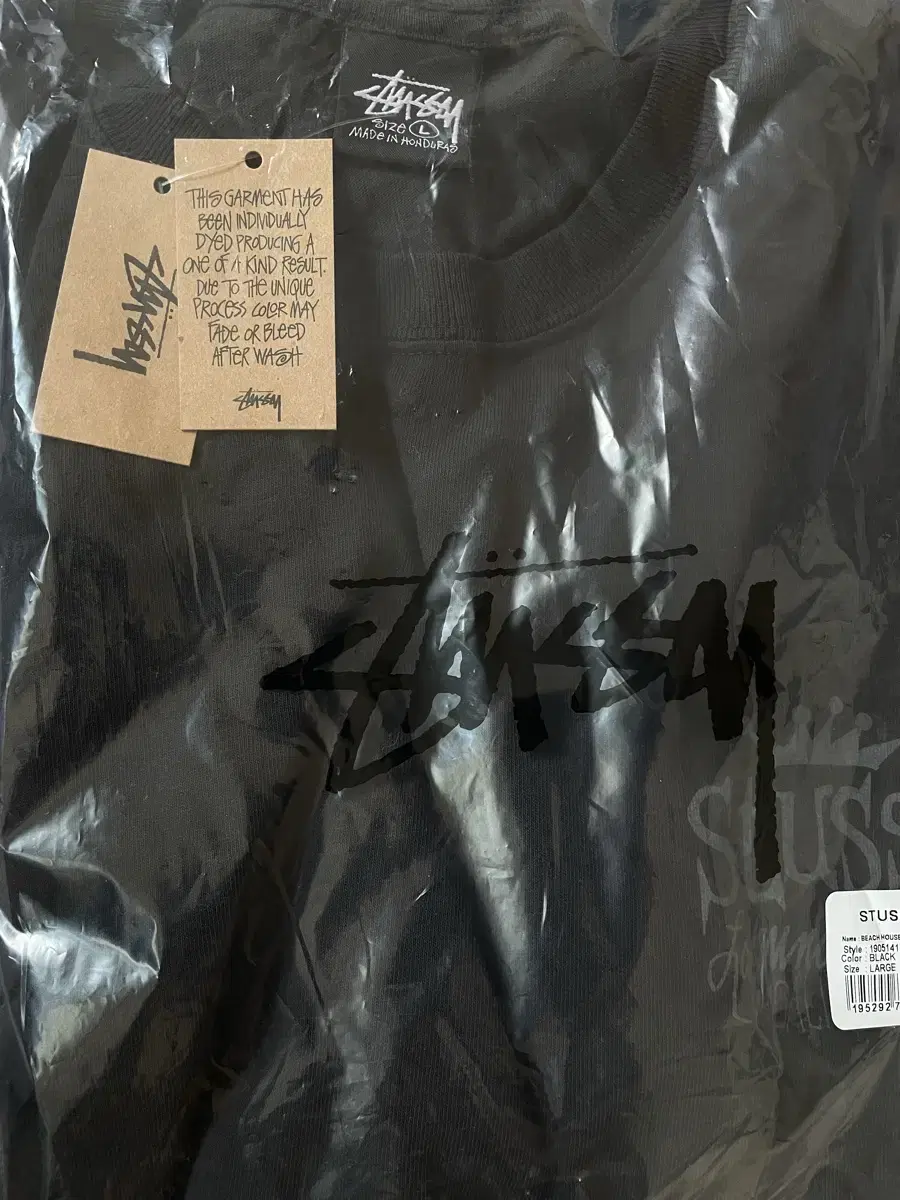 STÜSSY
SIZE L
MADE IN HONDURAS
STÜSSY
THIS GARMENT HAS
BEEN INDIVIDUALLY
DYED PRODUCING A
ONE OF A KIND RESULT.
DUE TO THE UNIQUE
PROCESS COLOR MAY
FADE OR BLEED
AFTER WASH
STÜSSY
STÜSSY
STUSS
STUS
Name : BEACH HOUSE
Style : 1905141
Color : BLACK
Size : LARGE
195292 7